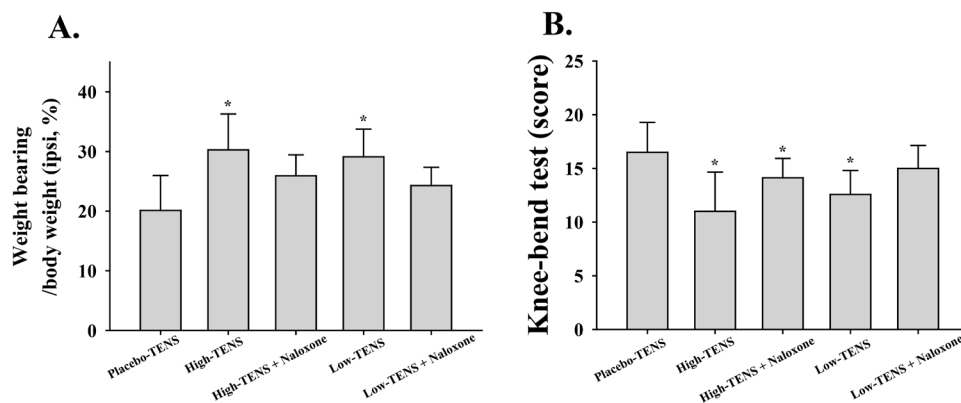 A.
Weight bearing
/body weight (ipsi, %)
40
30
20
10
0
*
*
Placebo-TENS
High-TENS
High-TENS + Naloxone
Low-TENS
Low-TENS + Naloxone
B.
Knee-bend test (score)
25
20
15
10
5
0
*
*
*
Placebo-TENS
High-TENS
High-TENS + Naloxone
Low-TENS
Low-TENS + Naloxone